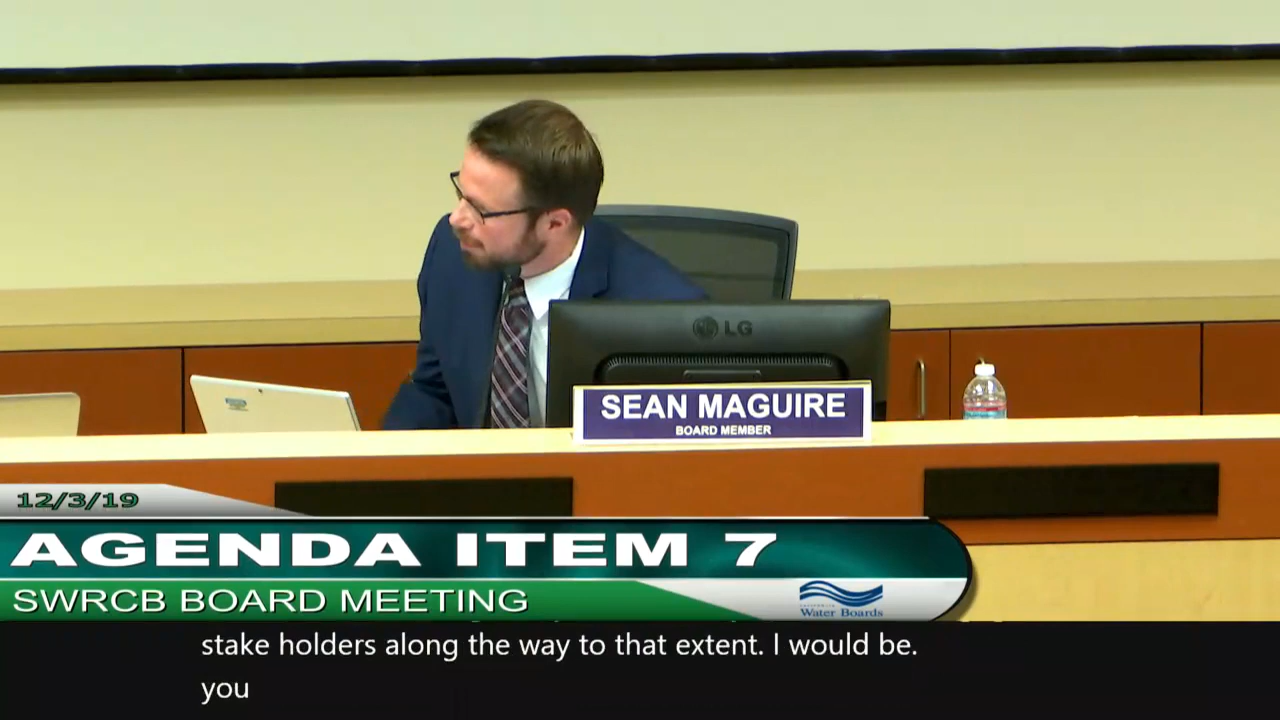 LG
SEAN MAGUIRE
BOARD MEMBER
12/3/19
AGENDA ITEM 7
SWRCB BOARD MEETING
CALIFORNIA
Water Boards
stake holders along the way to that extent. I would be.
you